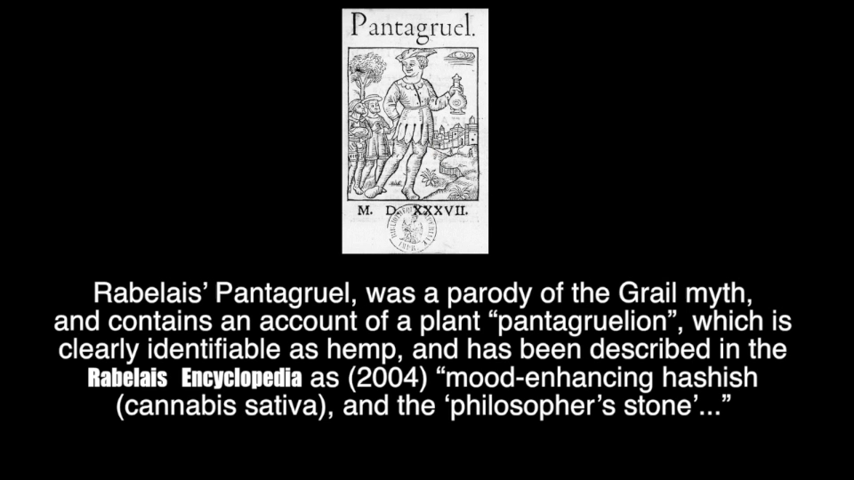 Pantagruel.
M. D. XXXVII.
Rabelais’ Pantagruel, was a parody of the Grail myth,
and contains an account of a plant “pantagruelion”, which is
clearly identifiable as hemp, and has been described in the
Rabelais Encyclopedia as (2004) “mood-enhancing hashish
(cannabis sativa), and the ‘philosopher’s stone’...”